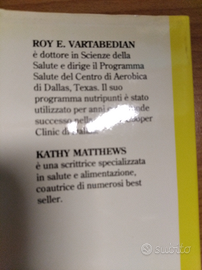 ROY E. VARTABEDIAN
è dottore in Scienze della
Salute e dirige il Programma
Salute del Centro di Aerobica
di Dallas, Texas. Il suo
programma nutripunti è stato
utilizzato per anni
successo nella
Clinic di
KATHY MATTHEWS
è una scrittrice specializzata
in salute e alimentazione,
coautrice di numerosi best
seller.
Subito